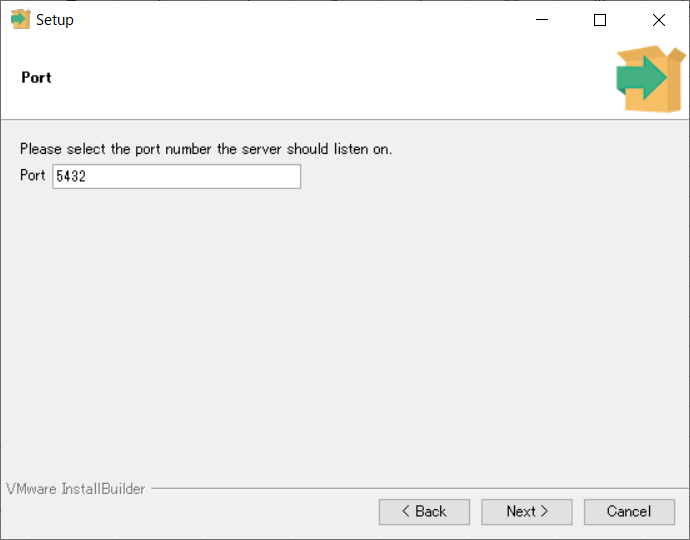 Setup
Port
Please select the port number the server should listen on.
Port 5432
VMware InstallBuilder
< Back Next > Cancel